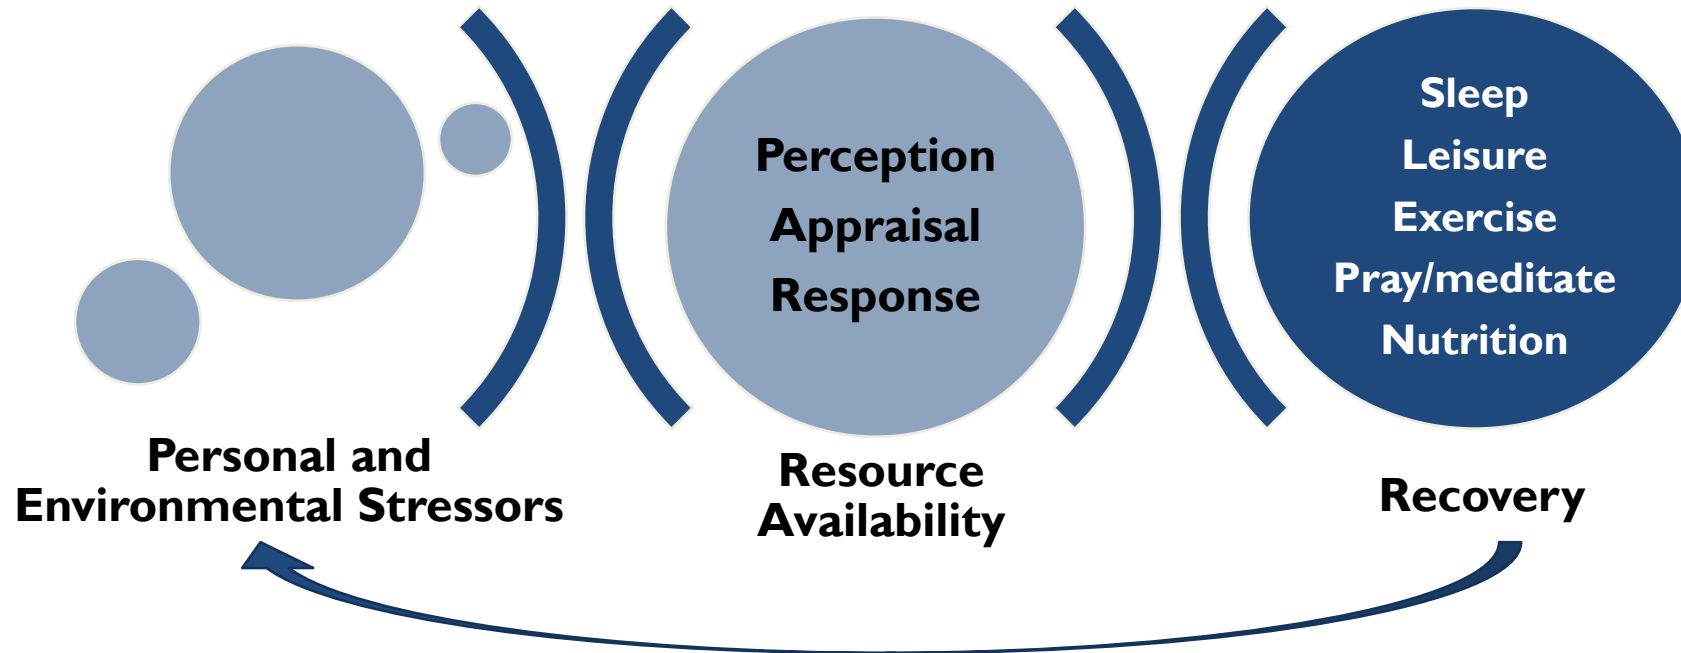 Perception
Appraisal
Response
Sleep
Leisure
Exercise
Pray/meditate
Nutrition
Personal and
Environmental Stressors
Resource
Availability
Recovery